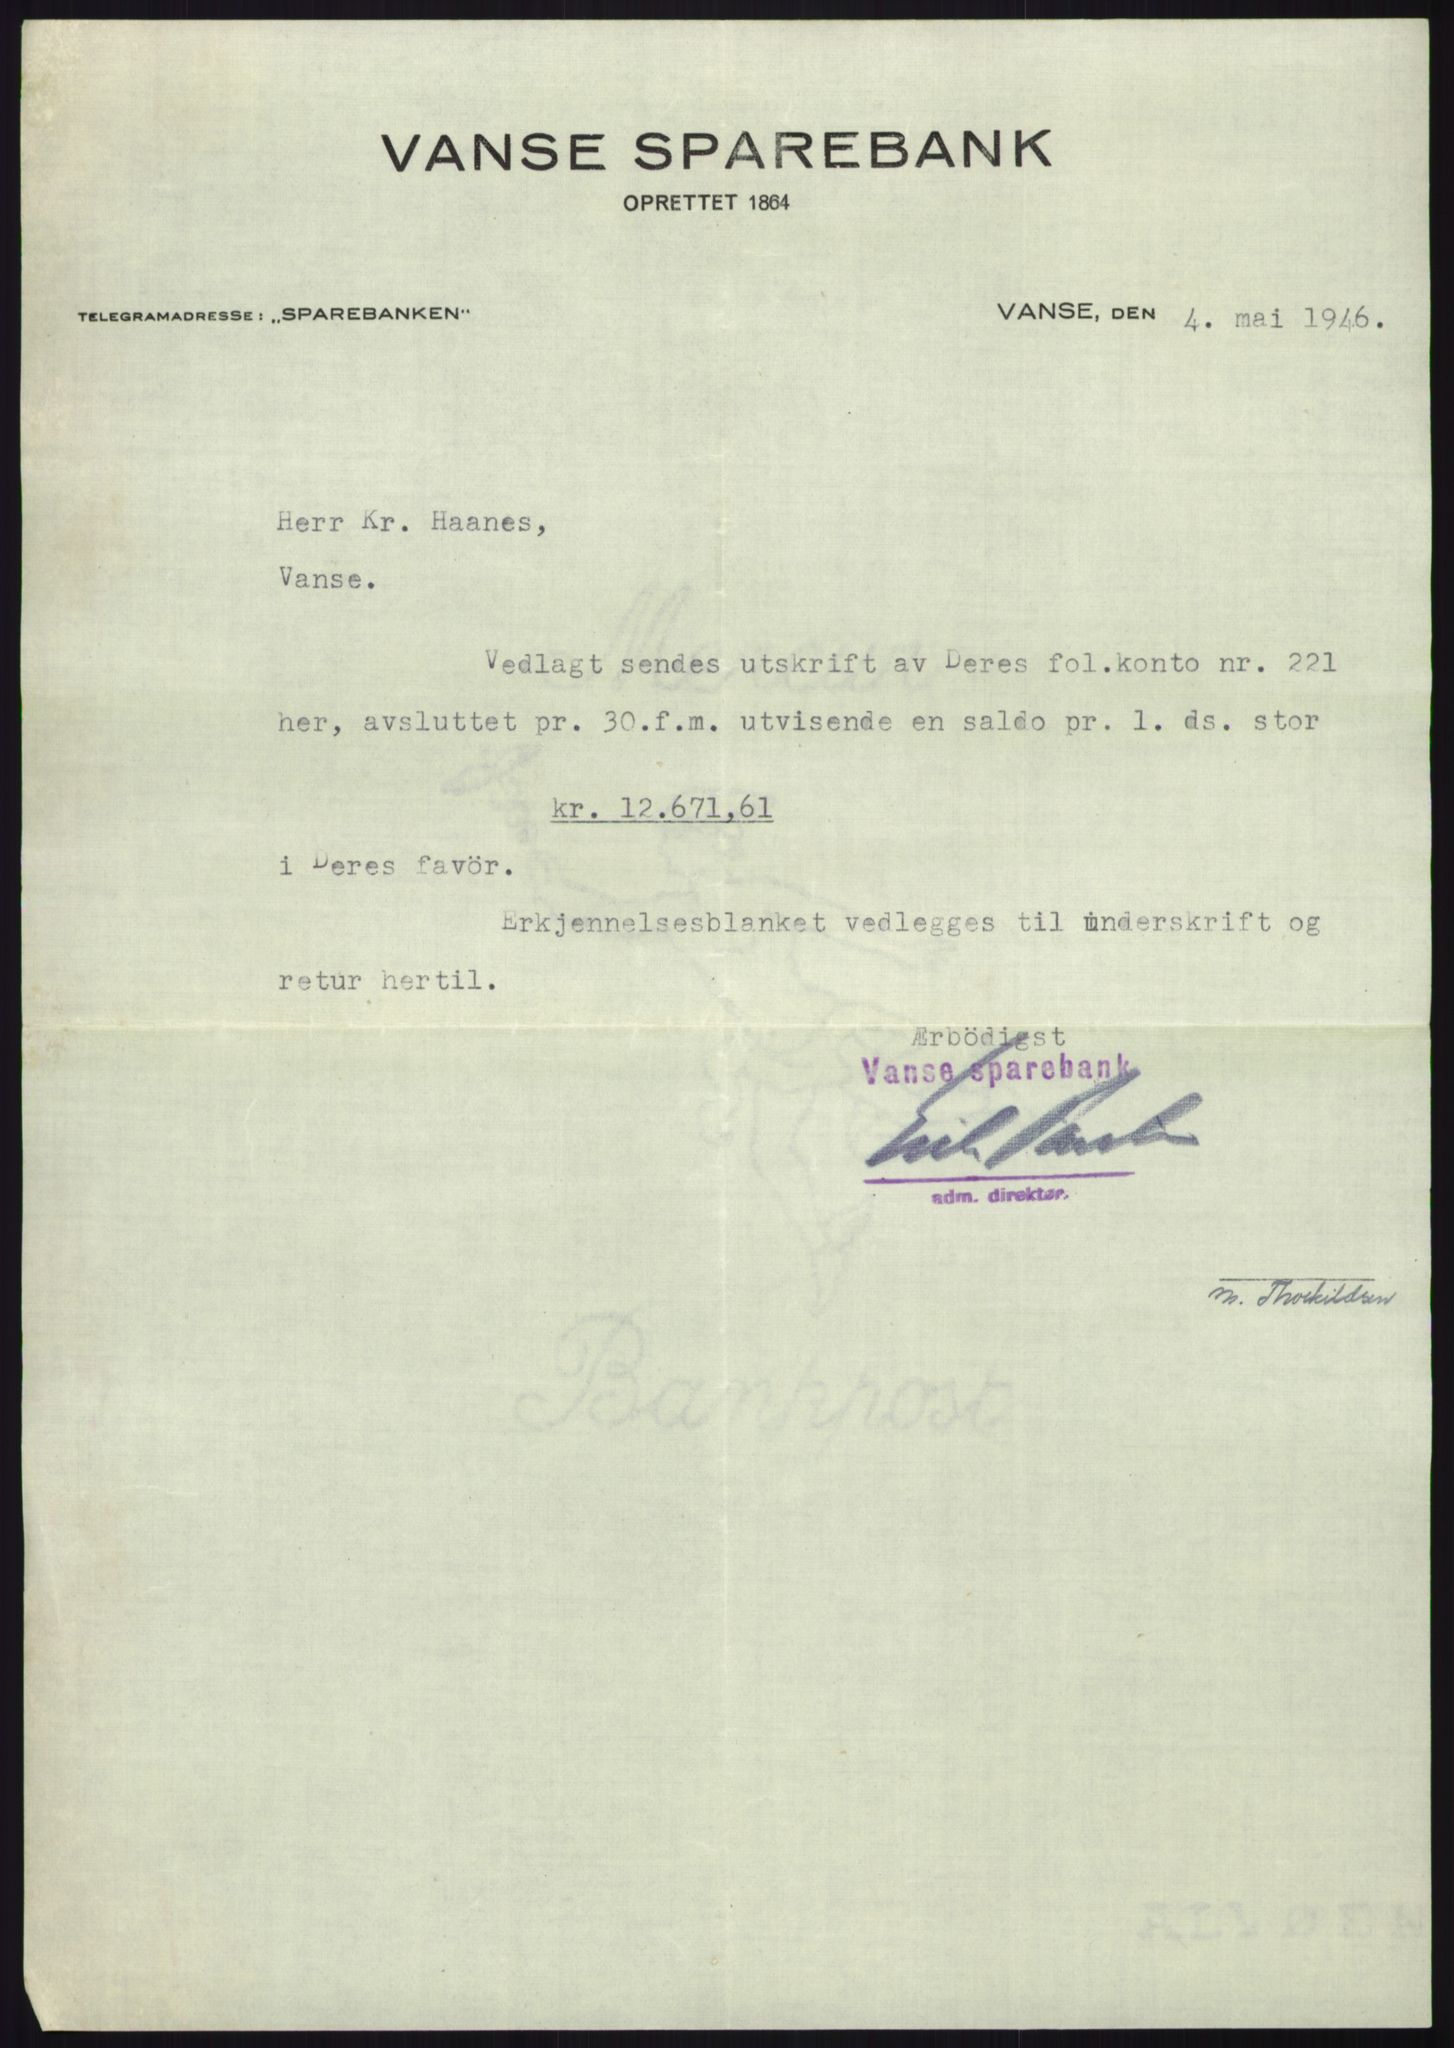 VANSE SPAREBANK
OPRETTET 1864
TELEGRAMADRESSE: „SPAREBANKEN"
VANSE, DEN 4. mai 1946.
Herr Kr. Haanes,
Vanse.
Vedlagt sendes utskrift av Deres fol.konto nr. 221
her, avsluttet pr. 30.f.m. utvisende en saldo pr. 1. ds. stor
kr. 12.671,61
i Deres favör.
Erkjennelsesblanket vedlegges til underskrift og
retur hertil.
Ærbödigst
Vanse sparebank
adm. direktør.
M. Thorkildsen
Bankpost